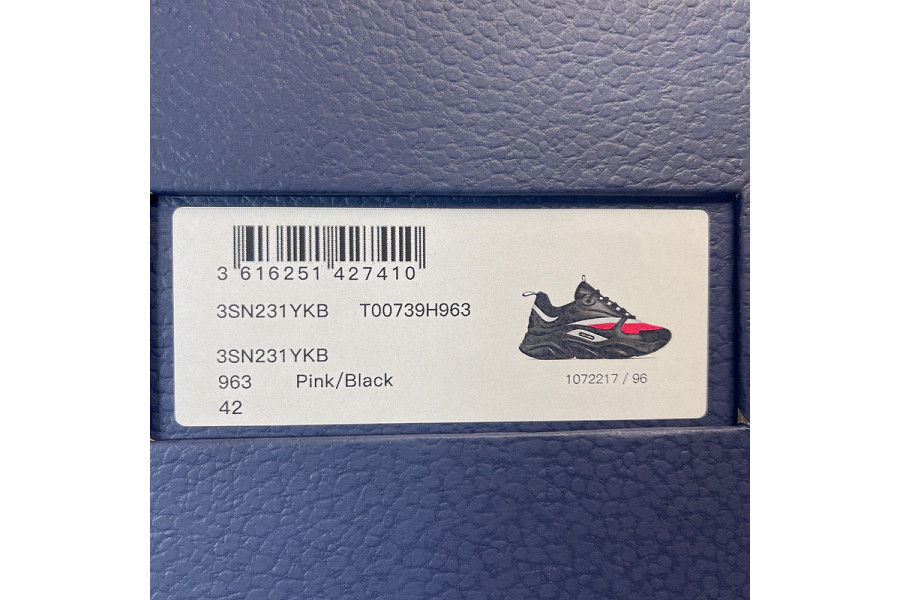 3 616251 427410
3SN231YKB T00739H963
3SN231YKB
963 Pink/Black
1072217 / 96
42